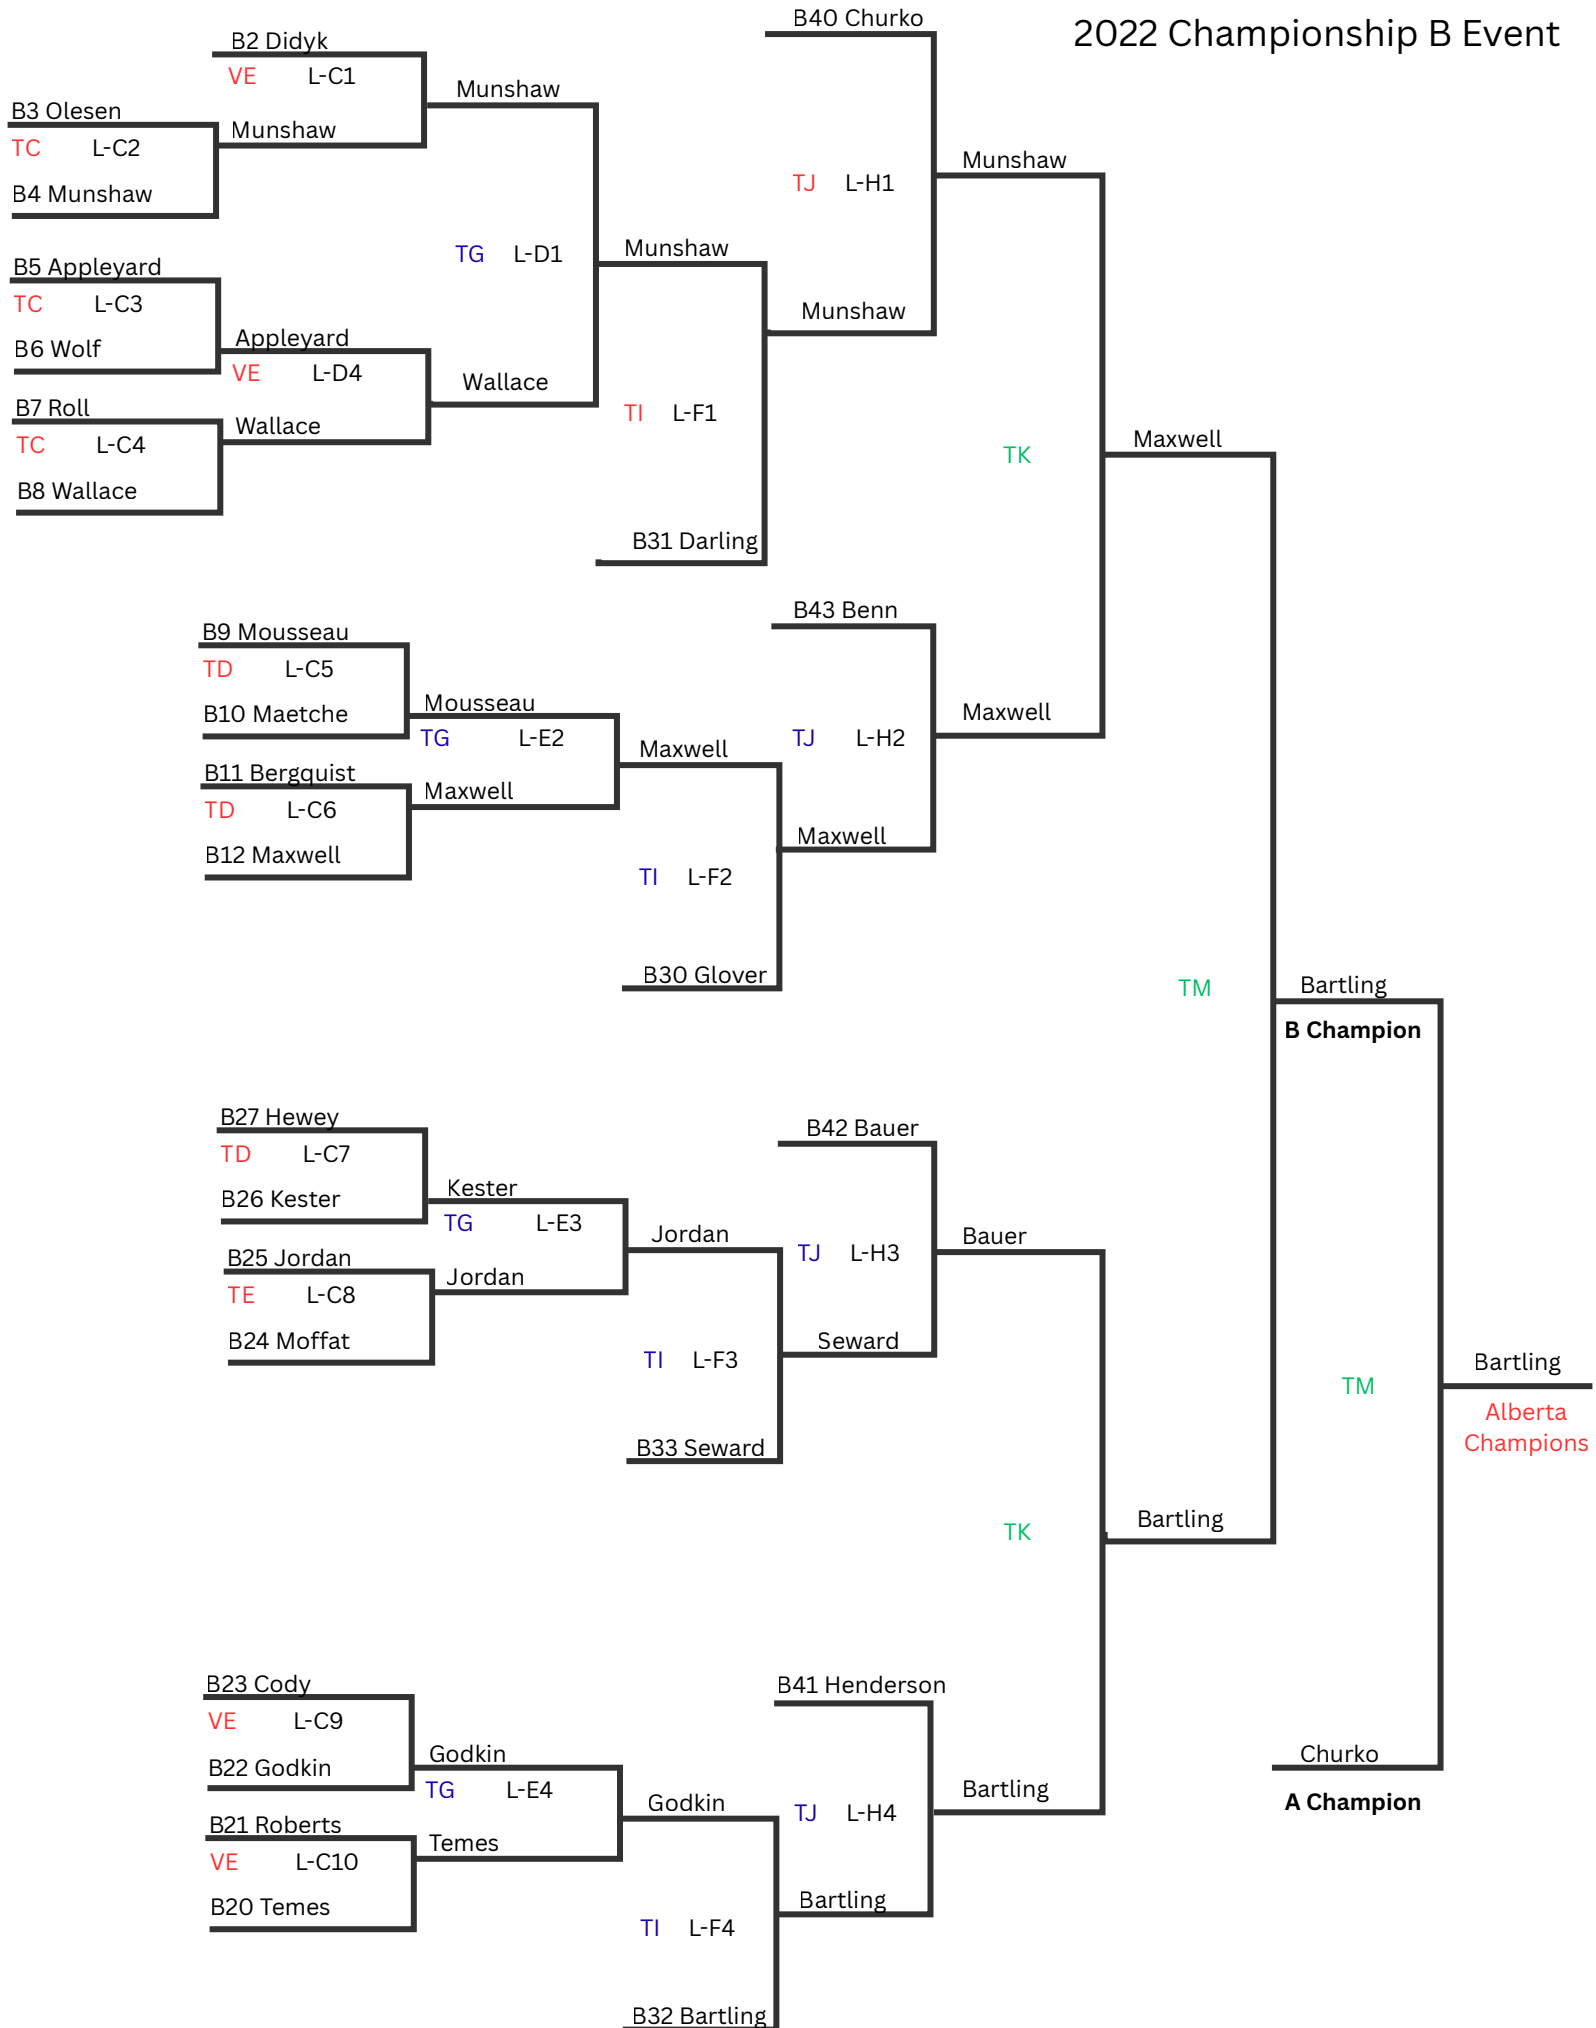 2022 Championship B Event
B40 Churko
B2 Didyk
VE L-C1
Munshaw
B3 Olesen
Munshaw
TC L-C2
B4 Munshaw
Munshaw
TJ L-H1
TG L-D1
Munshaw
B5 Appleyard
TC L-C3
Munshaw
Appleyard
B6 Wolf
VE L-D4
Wallace
B7 Roll
TI L-F1
Wallace
TC L-C4
Maxwell
TK
B8 Wallace
B31 Darling
B43 Benn
B9 Mousseau
TD L-C5
Mousseau
B10 Maetche
Maxwell
TG L-E2
TJ L-H2
Maxwell
B11 Bergquist
Maxwell
TD L-C6
Maxwell
B12 Maxwell
TI L-F2
B30 Glover
TM
Bartling
B Champion
B27 Hewey
B42 Bauer
TD L-C7
Kester
B26 Kester
TG L-E3
Jordan
Bauer
B25 Jordan
TJ L-H3
Jordan
TE L-C8
B24 Moffat
Seward
TI L-F3
Bartling
TM
Alberta
Champions
B33 Seward
Bartling
TK
B23 Cody
B41 Henderson
VE L-C9
Godkin
B22 Godkin
Churko
TG L-E4
Bartling
A Champion
Godkin
TJ L-H4
B21 Roberts
Temes
VE L-C10
B20 Temes
Bartling
TI L-F4
B32 Bartling